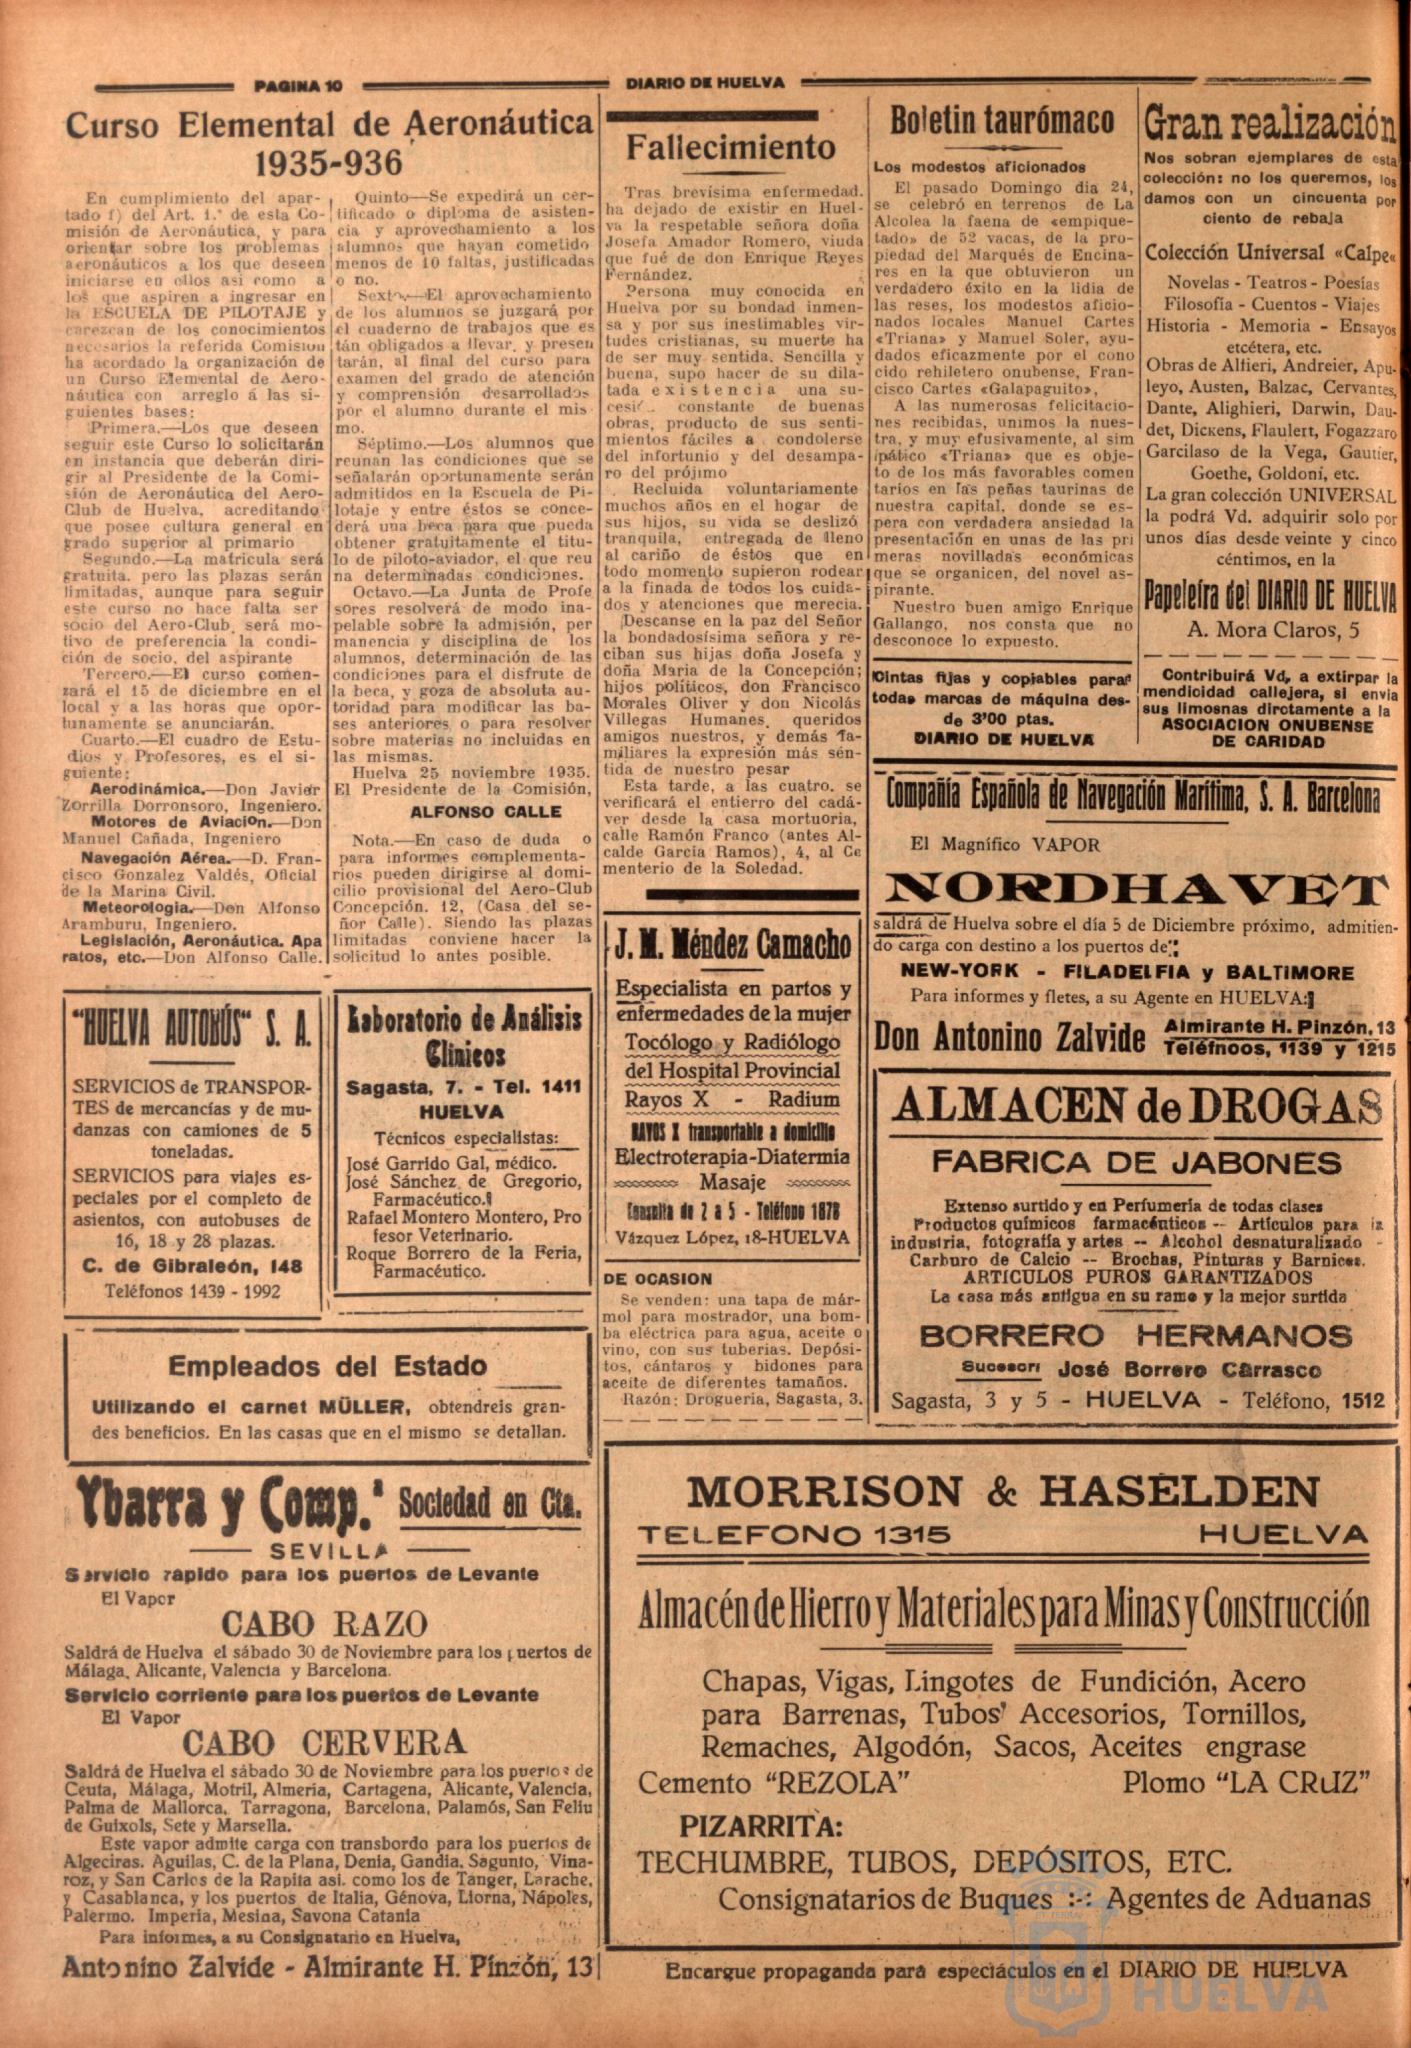 PAGINA 10
DIARIO DE HUELVA
Curso Elemental de Aeronáutica
1935-936
En cumplimiento del apar-
tado f) del Art. 1.° de esta Co-
misión de Aeronáutica, y para
orientar sobre los problemas
aeronáuticos a los que deseen
iniciarse en ellos asi como a
los que aspiren a ingresar en
la ESCUELA DE PILOTAJE y
carezcan de los conocimientos
necesarios la referida Comisión
ha acordado la organización de
un Curso Elemental de Aero-
náutica con arreglo á las si-
guientes bases:
Primera.—Los que deseen
seguir este Curso lo solicitarán
en instancia que deberán diri-
gir al Presidente de la Comi-
sión de Aeronáutica del Aero-
Club de Huelva, acreditando
que posee cultura general en
grado superior al primario
Segundo.—La matricula será
gratuita. pero las plazas serán
limitadas, aunque para seguir
este curso no hace falta ser
socio del Aero-Club, será mo-
tivo de preferencia la condi-
ción de socio, del aspirante
Tercero.—El curso comen-
zará el 15 de diciembre en el
local y a las horas que opor-
tunamente se anunciarán.
Cuarto.—El cuadro de Estu-
dios y Profesores, es el si-
guiente:
Aerodinámica.—Don Javier
Zorrilla Dorronsoro, Ingeniero.
Motores de Aviación.—Don
Manuel Cañada, Ingeniero
Navegación Aérea.—D. Fran-
cisco Gonzalez Valdés, Oficial
de la Marina Civil.
Meteorologia.—Don Alfonso
Aramburu, Ingeniero.
Legislación, Aeronáutica. Apa
ratos, etc.—Don Alfonso Calle.
Quinto—Se expedirá un cer-
tificado o diploma de asisten-
cia y aprovechamiento a los
alumnos que hayan cometido
menos de 10 faltas, justificadas
o no.
Sexto.—El aprovechamiento
de los alumnos se juzgará por
el cuaderno de trabajos que es
tán obligados a llevar, y presen
tarán, al final del curso para
examen del grado de atención
y comprensión desarrollados
por el alumno durante el mis
mo.
Séptimo.—Los alumnos que
reunan las condiciones que se
señalarán oportunamente serán
admitidos en la Escuela de Pi-
lotaje y entre éstos se conce-
derá una beca para que pueda
obtener gratuitamente el titu-
lo de piloto-aviador, el que reu
na determinadas condiciones.
Octavo.—La Junta de Profe
sores resolverá de modo ina-
pelable sobre la admisión, per
manencia y disciplina de los
alumnos, determinación de las
condiciones para el disfrute de
la beca, y goza de absoluta au-
toridad para modificar las ba-
ses anteriores o para resolver
sobre materias no incluidas en
las mismas.
Huelva 25 noviembre 1935.
El Presidente de la Comisión,
ALFONSO CALLE
Nota.—En caso de duda o
para informes complementa-
rios pueden dirigirse al domi-
cilio provisional del Aero-Club
Concepción. 12, (Casa del se-
ñor Calle). Siendo las plazas
limitadas conviene hacer la
solicitud lo antes posible.
"HUELVA AUTOBÚS" S. A.
SERVICIOS de TRANSPOR-
TES de mercancías y de mu-
danzas con camiones de 5
toneladas.
SERVICIOS para viajes es-
peciales por el completo de
asientos, con autobuses de
16, 18 y 28 plazas.
C. de Gibraleón, 148
Teléfonos 1439 - 1992
Laboratorio de Análisis
Clínicos
Sagasta, 7. - Tel. 1411
HUELVA
Técnicos especialistas:
José Garrido Gal, médico.
José Sánchez de Gregorio,
Farmacéutico.
Rafael Montero Montero, Pro
fesor Veterinario.
Roque Borrero de la Feria,
Farmacéutico.
Empleados del Estado
Utilizando el carnet MÜLLER, obtendreis gran-
des beneficios. En las casas que en el mismo se detallan.
Ybarra y Comp.ª Sociedad en Cta.
SEVILLA
Servicio rápido para los puertos de Levante
El Vapor
CABO RAZO
Saldrá de Huelva el sábado 30 de Noviembre para los puertos de
Málaga, Alicante, Valencia y Barcelona.
Servicio corriente para los puertos de Levante
El Vapor
CABO CERVERA
Saldrá de Huelva el sábado 30 de Noviembre para los puertos de
Ceuta, Málaga, Motril, Almería, Cartagena, Alicante, Valencia,
Palma de Mallorca, Tarragona, Barcelona, Palamós, San Feliu
de Guixols, Sete y Marsella.
Este vapor admite carga con transbordo para los puertos de
Algeciras. Aguilas, C. de la Plana, Denia, Gandia, Sagunto, Vina-
roz, y San Carlos de la Rapita asi. como los de Tanger, Larache,
y Casablanca, y los puertos de Italia, Génova, Liorna, Nápoles,
Palermo. Imperia, Mesina, Savona Catania
Para informes, a su Consignatario en Huelva,
Antonino Zalvide - Almirante H. Pinzón, 13
Fallecimiento
Tras brevísima enfermedad.
ha dejado de existir en Huel-
va la respetable señora doña
Josefa Amador Romero, viuda
que fué de don Enrique Reyes
Fernández.
Persona muy conocida en
Huelva por su bondad inmen-
sa y por sus inestimables vir-
tudes cristianas, su muerte ha
de ser muy sentida. Sencilla y
buena, supo hacer de su dila-
tada existencia una su-
cesión constante de buenas
obras, producto de sus senti-
mientos fáciles a condolerse
del infortunio y del desampa-
ro del prójimo
Recluida voluntariamente
muchos años en el hogar de
sus hijos, su vida se deslizó
tranquila, entregada de lleno
al cariño de éstos que en
todo momento supieron rodear
a la finada de todos los cuida-
dos y atenciones que merecia.
¡Descanse en la paz del Señor
la bondadosísima señora y re-
ciban sus hijas doña Josefa y
doña Maria de la Concepción;
hijos políticos, don Francisco
Morales Oliver y don Nicolás
Villegas Humanes, queridos
amigos nuestros, y demás fa-
miliares la expresión más sen-
tida de nuestro pesar
Esta tarde, a las cuatro. se
verificará el entierro del cadá-
ver desde la casa mortuoria,
calle Ramón Franco (antes Al-
calde Garcia Ramos), 4, al Ce
menterio de la Soledad.
J. M. Méndez Camacho
Especialista en partos y
enfermedades de la mujer
Tocólogo y Radiólogo
del Hospital Provincial
Rayos X - Radium
RAYOS X transportable a domicilio
Electroterapia-Diatermia
Masaje
Consulta de 2 a 5 - Teléfono 1878
Vázquez López, 18-HUELVA
DE OCASION
Se venden: una tapa de már-
mol para mostrador, una bom-
ba eléctrica para agua, aceite o
vino, con sus tuberias. Depósi-
tos, cántaros y bidones para
aceite de diferentes tamaños.
Razón: Drogueria, Sagasta, 3.
Boletin taurómaco
Los modestos aficionados
El pasado Domingo dia 24,
se celebró en terrenos de La
Alcolea la faena de «empique-
tado» de 52 vacas, de la pro-
piedad del Marqués de Encina-
res en la que obtuvieron un
verdadero éxito en la lidia de
las reses, los modestos aficio-
nados locales Manuel Cartes
«Triana» y Manuel Soler, ayu-
dados eficazmente por el cono
cido rehiletero onubense, Fran-
cisco Cartes «Galapaguito»,
A las numerosas felicitacio-
nes recibidas, unimos la nues-
tra, y muy efusivamente, al sim
pático «Triana» que es obje-
to de los más favorables comen
tarios en las peñas taurinas de
nuestra capital, donde se es-
pera con verdadera ansiedad la
presentación en unas de las pri
meras novilladas económicas
que se organicen, del novel as-
pirante.
Nuestro buen amigo Enrique
Gallango, nos consta que no
desconoce lo expuesto.
Cintas fijas y copiables para
todas marcas de máquina des-
de 3'00 ptas.
DIARIO DE HUELVA
Gran realización
Nos sobran ejemplares de esta
colección: no los queremos, los
damos con un cincuenta por
ciento de rebaja
Colección Universal «Calpe«
Novelas - Teatros - Poesías
Filosofía - Cuentos - Viajes
Historia - Memoria - Ensayos
etcétera, etc.
Obras de Alfieri, Andreier, Apu-
leyo, Austen, Balzac, Cervantes,
Dante, Alighieri, Darwin, Dau-
det, Dickens, Flaulert, Fogazzaro
Garcilaso de la Vega, Gautier,
Goethe, Goldoni, etc.
La gran colección UNIVERSAL
la podrá Vd. adquirir solo por
unos días desde veinte y cinco
céntimos, en la
Papelería del DIARIO DE HUELVA
A. Mora Claros, 5
Contribuirá Vd, a extirpar la
mendicidad callejera, si envia
sus limosnas dirctamente a la
ASOCIACION ONUBENSE
DE CARIDAD
Compañía Española de Navegación Marítima, S. A. Barcelona
El Magnífico VAPOR
NORDHAVET
saldrá de Huelva sobre el día 5 de Diciembre próximo, admitien-
do carga con destino a los puertos de:
NEW-YORK - FILADELFIA y BALTIMORE
Para informes y fletes, a su Agente en HUELVA:
Don Antonino Zalvide Almirante H. Pinzón, 13
Teléfnoos, 1139 y 1215
ALMACEN de DROGAS
FABRICA DE JABONES
Extenso surtido y en Perfumería de todas clases
Productos químicos farmacéuticos -- Artículos para la
industria, fotografía y artes -- Alcohol desnaturalizado -
Carburo de Calcio -- Brochas, Pinturas y Barnices.
ARTICULOS PUROS GARANTIZADOS
La casa más antigua en su ramo y la mejor surtida
BORRERO HERMANOS
Sucesor: José Borrero Carrasco
Sagasta, 3 y 5 - HUELVA - Teléfono, 1512
MORRISON & HASELDEN
TELEFONO 1315 HUELVA
Almacén de Hierro y Materiales para Minas y Construcción
Chapas, Vigas, Lingotes de Fundición, Acero
para Barrenas, Tubos' Accesorios, Tornillos,
Remaches, Algodón, Sacos, Aceites engrase
Cemento "REZOLA" Plomo "LA CRUZ"
PIZARRITA:
TECHUMBRE, TUBOS, DEPÓSITOS, ETC.
Consignatarios de Buques :-: Agentes de Aduanas
Encargue propaganda para espectáculos en el DIARIO DE HUELVA
Ayuntamiento de
HUELVA